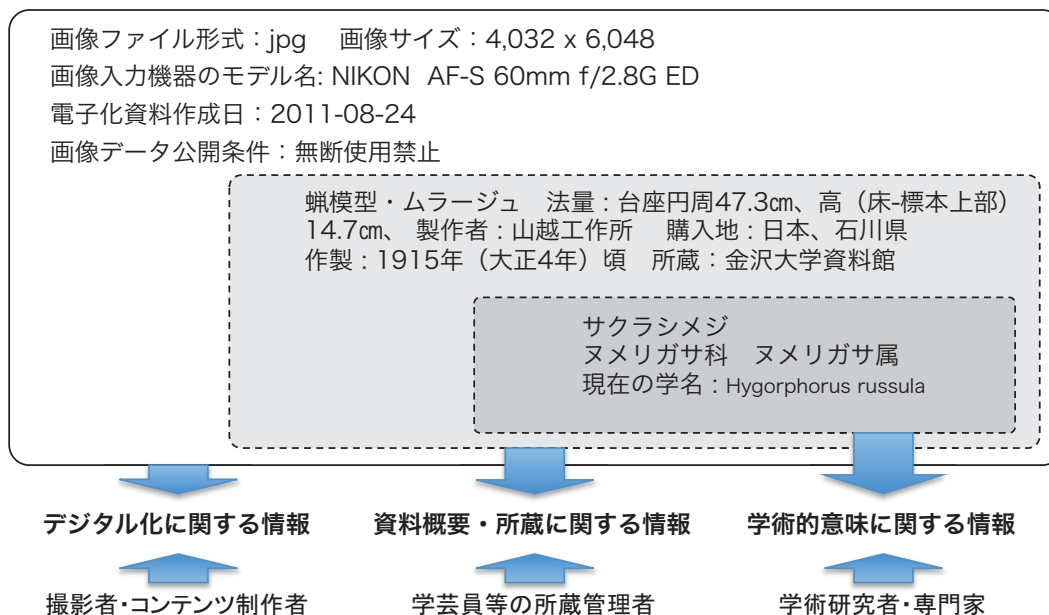 画像ファイル形式：jpg　画像サイズ：4,032 x 6,048
画像入力機器のモデル名: NIKON AF-S 60mm f/2.8G ED
電子化資料作成日：2011-08-24
画像データ公開条件：無断使用禁止
蝋模型・ムラージュ　法量：台座円周47.3㎝、高（床-標本上部）
14.7㎝、 製作者：山越工作所　購入地：日本、石川県
作製：1915年（大正4年）頃　所蔵：金沢大学資料館
サクラシメジ
ヌメリガサ科　ヌメリガサ属
現在の学名：Hygorphorus russula
デジタル化に関する情報
資料概要・所蔵に関する情報
学術的意味に関する情報
撮影者・コンテンツ制作者
学芸員等の所蔵管理者
学術研究者・専門家